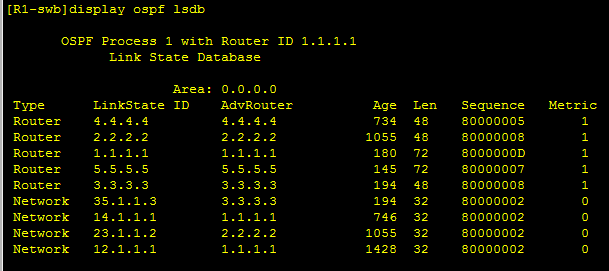 [R1-swb]display ospf lsdb
OSPF Process 1 with Router ID 1.1.1.1
Link State Database
Area: 0.0.0.0
Type LinkState ID AdvRouter Age Len Sequence Metric
Router 4.4.4.4 4.4.4.4 734 48 80000005 1
Router 2.2.2.2 2.2.2.2 1055 48 80000008 1
Router 1.1.1.1 1.1.1.1 180 72 8000000D 1
Router 5.5.5.5 5.5.5.5 145 72 80000007 1
Router 3.3.3.3 3.3.3.3 194 48 80000008 1
Network 35.1.1.3 3.3.3.3 194 32 80000002 0
Network 14.1.1.1 1.1.1.1 746 32 80000002 0
Network 23.1.1.2 2.2.2.2 1055 32 80000002 0
Network 12.1.1.1 1.1.1.1 1428 32 80000002 0